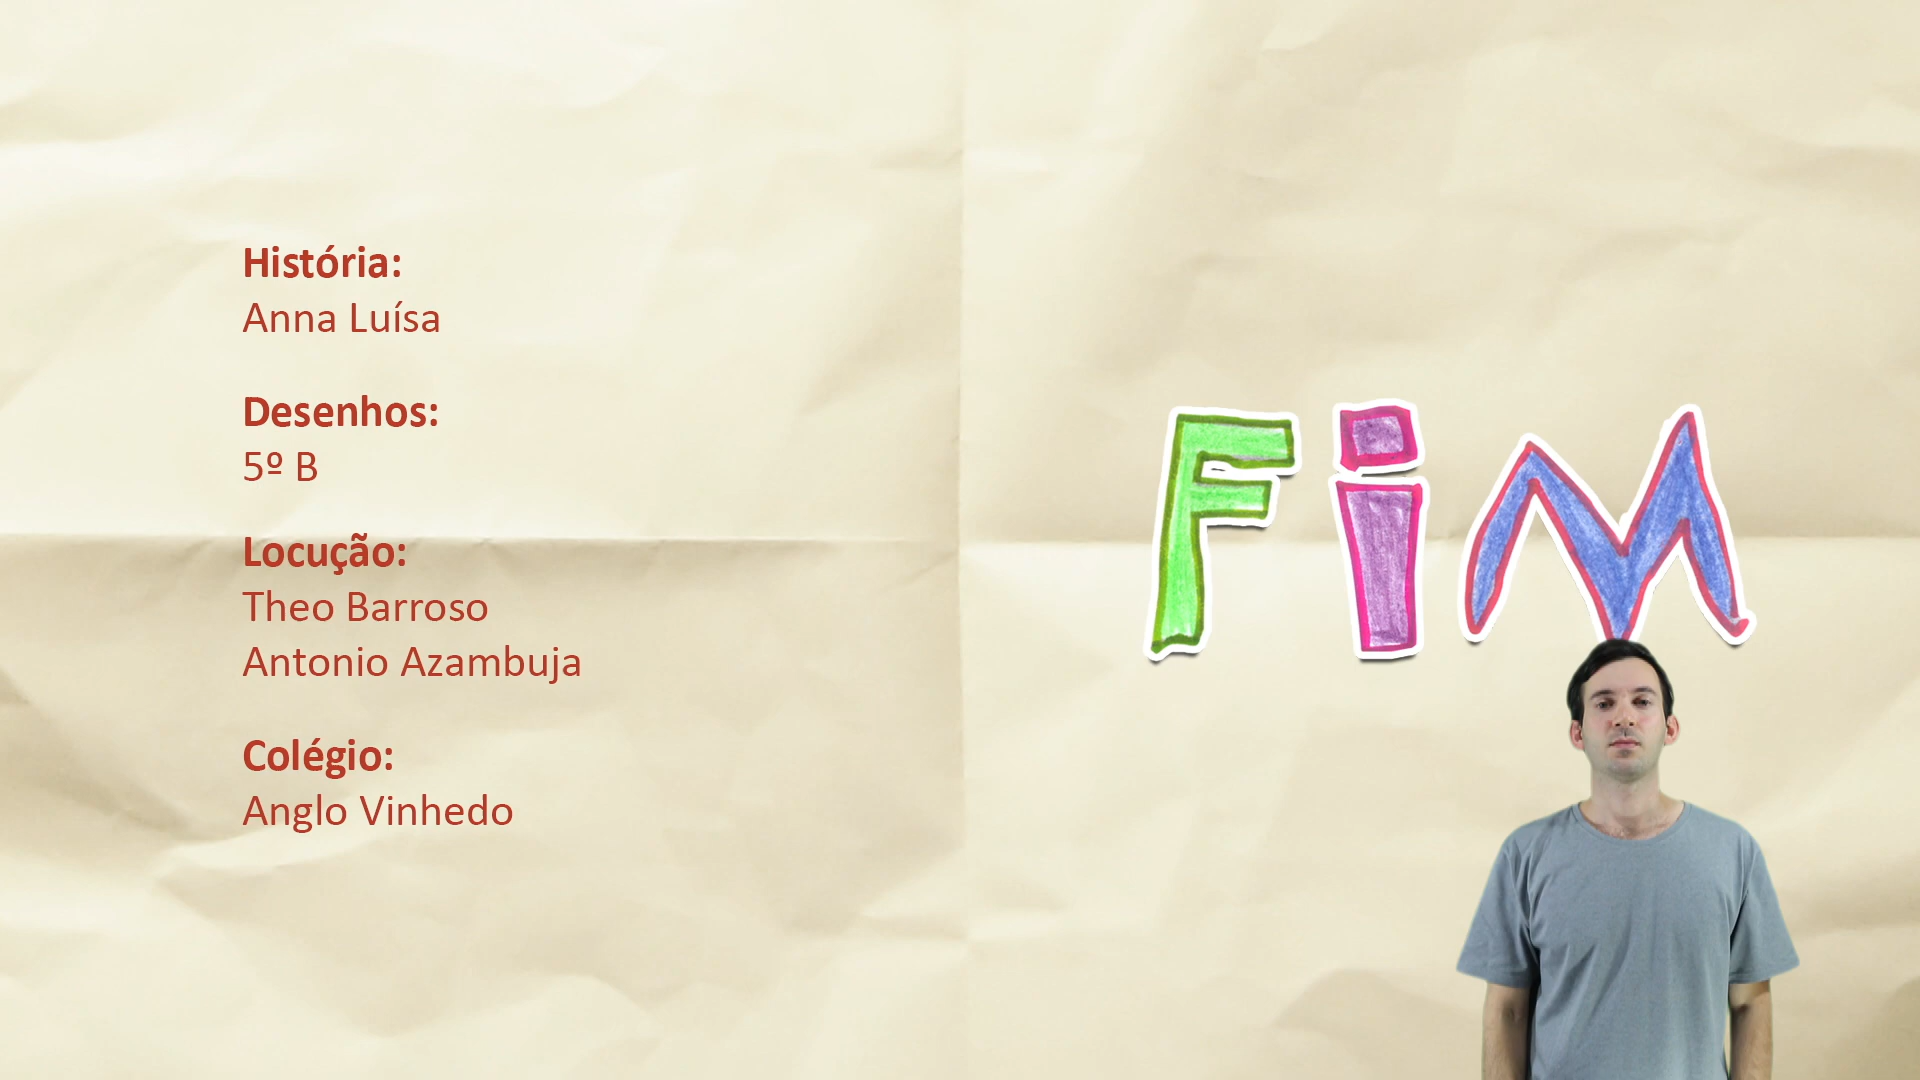 História:
Anna Luísa
Desenhos:
5º B
Locução:
Theo Barroso
Antonio Azambuja
Colégio:
Anglo Vinhedo
FiM